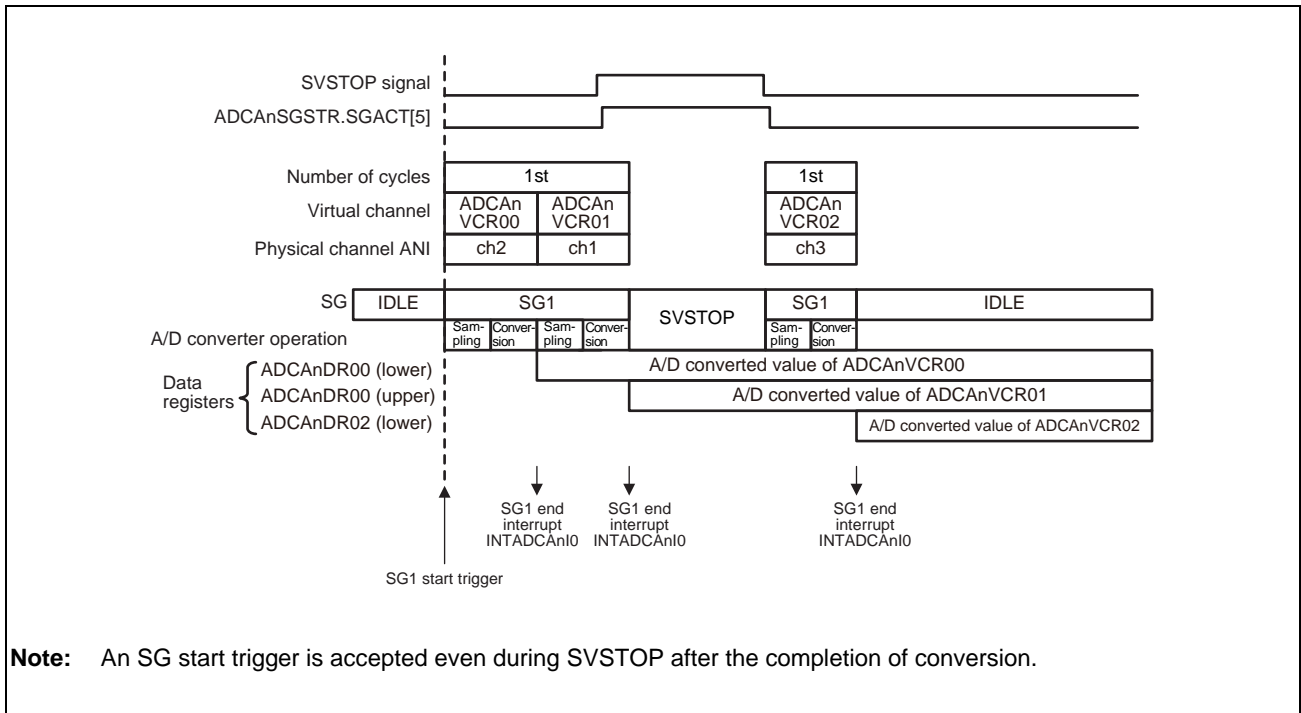 SVSTOP signal
ADCAnSGSTR.SGACT[5]
Number of cycles
1st
1st
Virtual channel
ADCAn
VCR00
ADCAn
VCR01
ADCAn
VCR02
Physical channel ANI
ch2
ch1
ch3
SG
IDLE
SG1
SVSTOP
SG1
IDLE
A/D converter operation
Sam-
pling
Conver-
sion
Sam-
pling
Conver-
sion
Sam-
pling
Conver-
sion
Data
registers
ADCAnDR00 (lower)
A/D converted value of ADCAnVCR00
ADCAnDR00 (upper)
A/D converted value of ADCAnVCR01
ADCAnDR02 (lower)
A/D converted value of ADCAnVCR02
SG1 end
interrupt
INTADCAnI0
SG1 end
interrupt
INTADCAnI0
SG1 end
interrupt
INTADCAnI0
SG1 start trigger
Note: An SG start trigger is accepted even during SVSTOP after the completion of conversion.